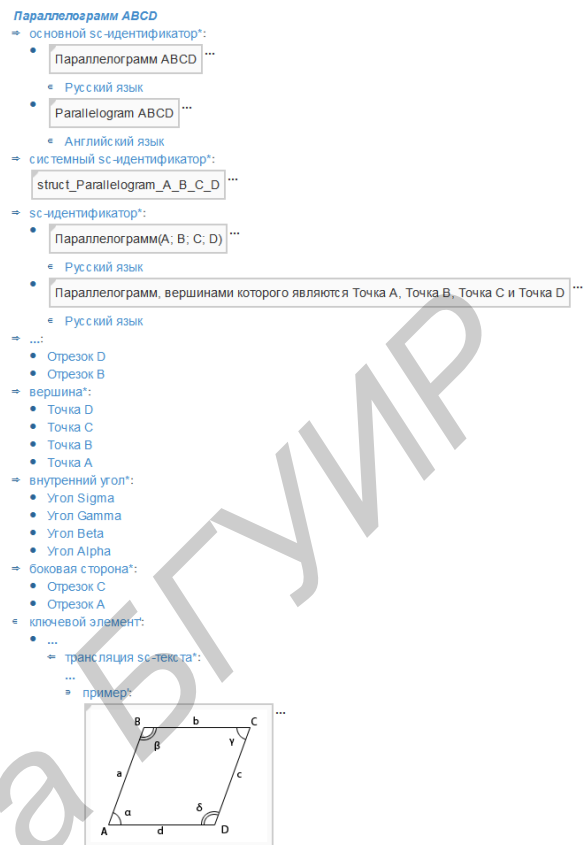 Параллелограмм ABCD
⇒ основной sc-идентификатор*:
• Параллелограмм ABCD ...
∊ Русский язык
• Parallelogram ABCD ...
∊ Английский язык
⇒ системный sc-идентификатор*:
struct_Parallelogram_A_B_C_D ...
⇒ sc-идентификатор*:
• Параллелограмм(A; B; C; D) ...
∊ Русский язык
• Параллелограмм, вершинами которого являются Точка A, Точка B, Точка C и Точка D ...
∊ Русский язык
⇒ ...:
• Отрезок D
• Отрезок B
⇒ вершина*:
• Точка D
• Точка C
• Точка B
• Точка A
⇒ внутренний угол*:
• Угол Sigma
• Угол Gamma
• Угол Beta
• Угол Alpha
⇒ боковая сторона*:
• Отрезок C
• Отрезок A
∊ ключевой элемент':
• ...
⇐ трансляция sc-текста*:
...
∍ пример':
...
B b C
β γ
a c
α δ
A d D
а БГУИР